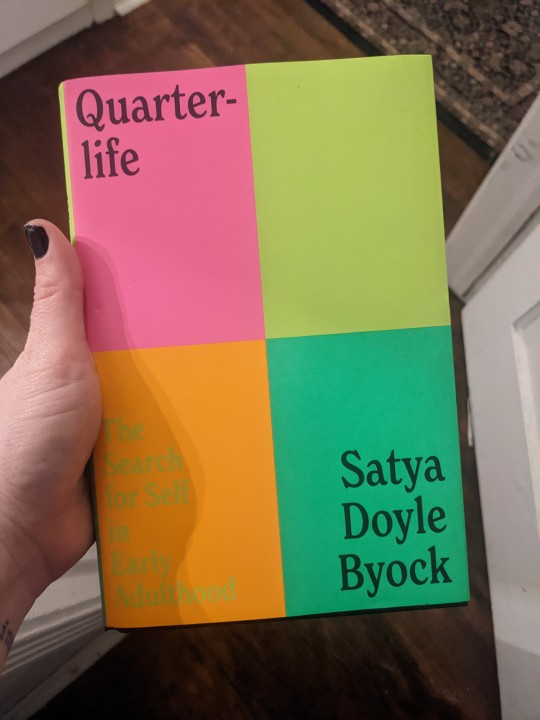 Quarter-
life
The
Search
for Self
in
Early
Adulthood
Satya
Doyle
Byock